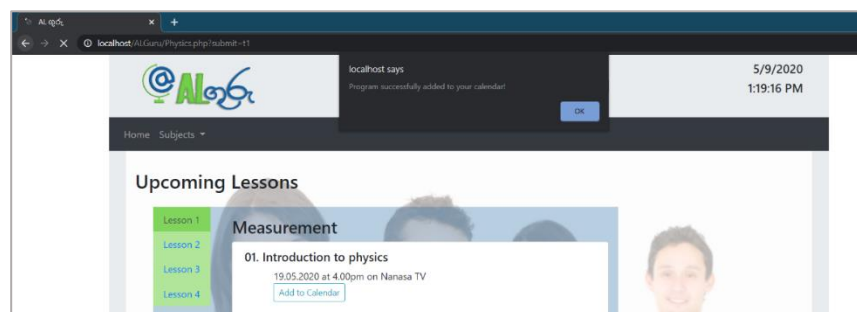 AL ගුරු
localhost/ALGuru/Physics.php?submit=t1
localhost says
Program successfully added to your calendar!
OK
@ALගුරු
5/9/2020
1:19:16 PM
Home Subjects
Upcoming Lessons
Lesson 1
Lesson 2
Lesson 3
Lesson 4
Measurement
01. Introduction to physics
19.05.2020 at 4.00pm on Nanasa TV
Add to Calendar